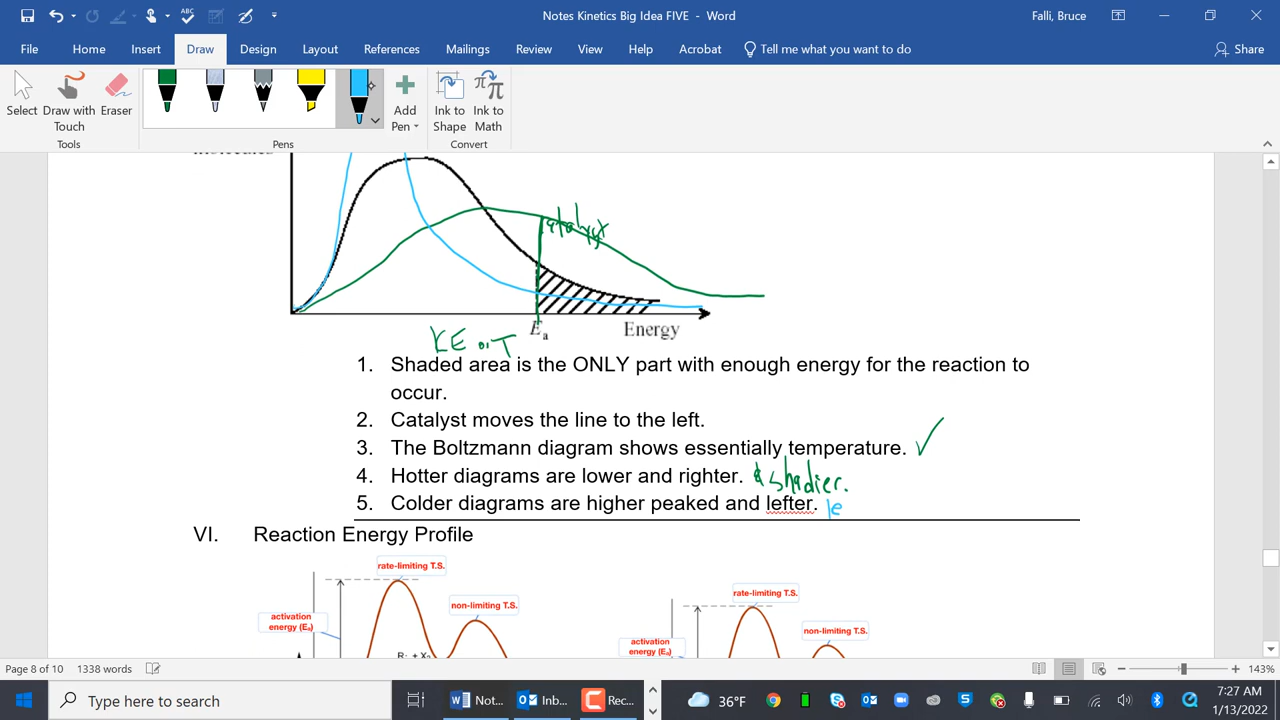 Notes Kinetics Big Idea FIVE - Word
Falli, Bruce
File Home Insert Draw Design Layout References Mailings Review View Help Acrobat Tell me what you want to do Share
ABC
Select Draw with Touch Eraser Add Pen Ink to Shape Ink to Math
Tools Pens Convert
catalyst
Ea Energy
KE or T
1. Shaded area is the ONLY part with enough energy for the reaction to
occur.
2. Catalyst moves the line to the left.
3. The Boltzmann diagram shows essentially temperature. ✓
4. Hotter diagrams are lower and righter. & shadier.
5. Colder diagrams are higher peaked and lefter. le
VI. Reaction Energy Profile
rate-limiting T.S.
non-limiting T.S.
activation
energy (Ea)
rate-limiting T.S.
non-limiting T.S.
activation
energy (Ea)
Page 8 of 10 1338 words 143%
Type here to search Not... Inb... Rec... 36°F 7:27 AM
1/13/2022